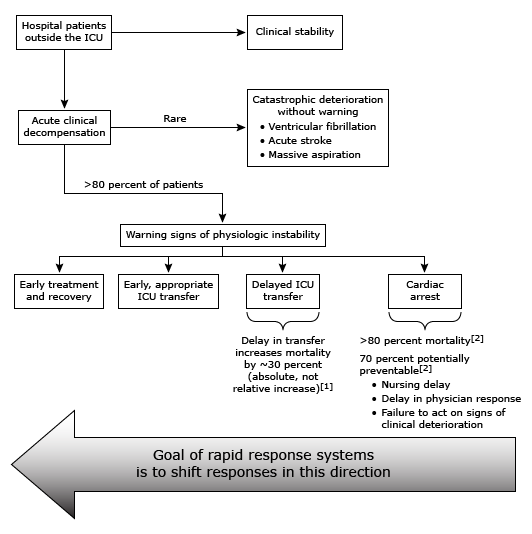 Hospital patients
outside the ICU
Clinical stability
Acute clinical
decompensation
Rare
Catastrophic deterioration
without warning
• Ventricular fibrillation
• Acute stroke
• Massive aspiration
>80 percent of patients
Warning signs of physiologic instability
Early treatment
and recovery
Early, appropriate
ICU transfer
Delayed ICU
transfer
Cardiac
arrest
Delay in transfer
increases mortality
by ~30 percent
(absolute, not
relative increase)[1]
>80 percent mortality[2]
70 percent potentially
preventable[2]
• Nursing delay
• Delay in physician response
• Failure to act on signs of
clinical deterioration
Goal of rapid response systems
is to shift responses in this direction